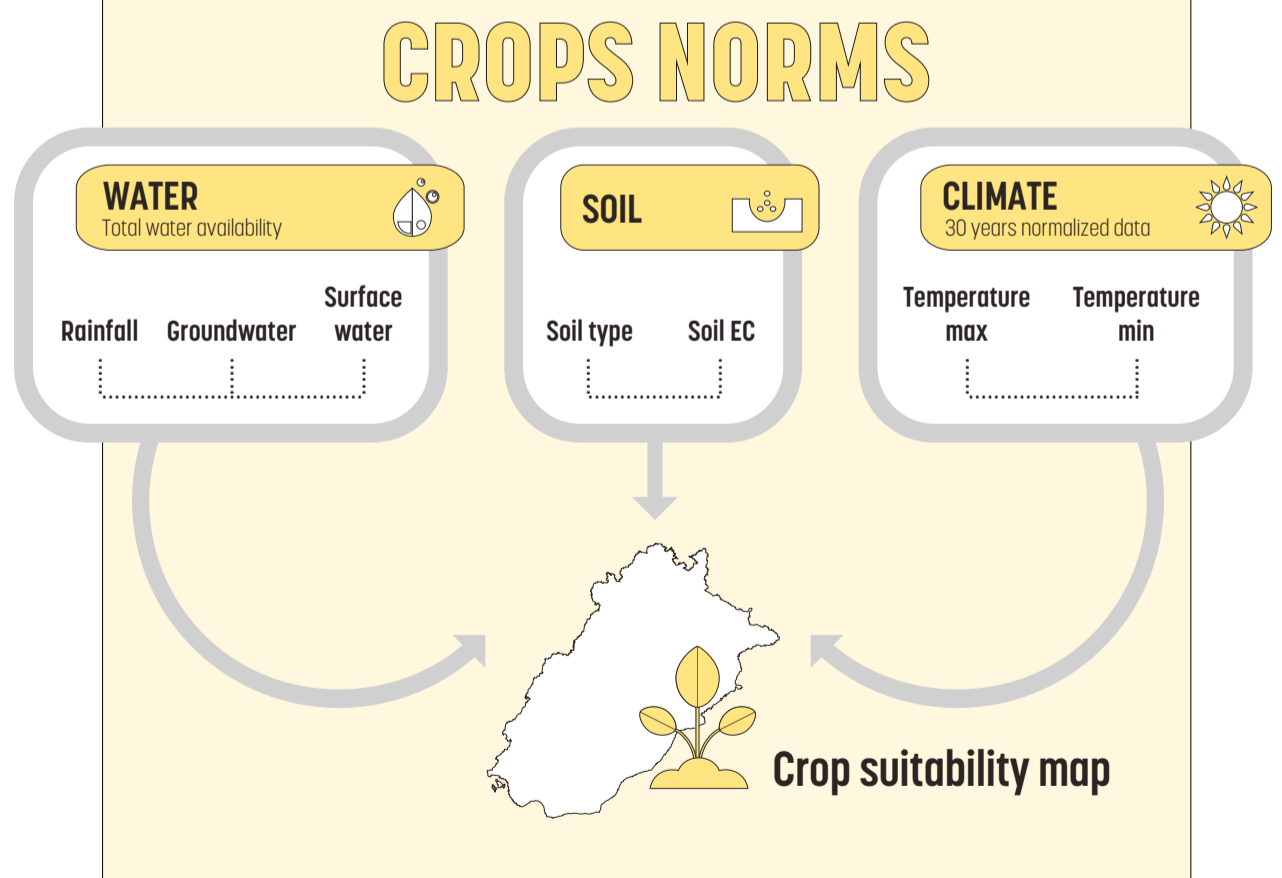 CROPS NORMS
WATER
Total water availability
Rainfall
Groundwater
Surface
water
SOIL
Soil type
Soil EC
CLIMATE
30 years normalized data
Temperature
max
Temperature
min
Crop suitability map